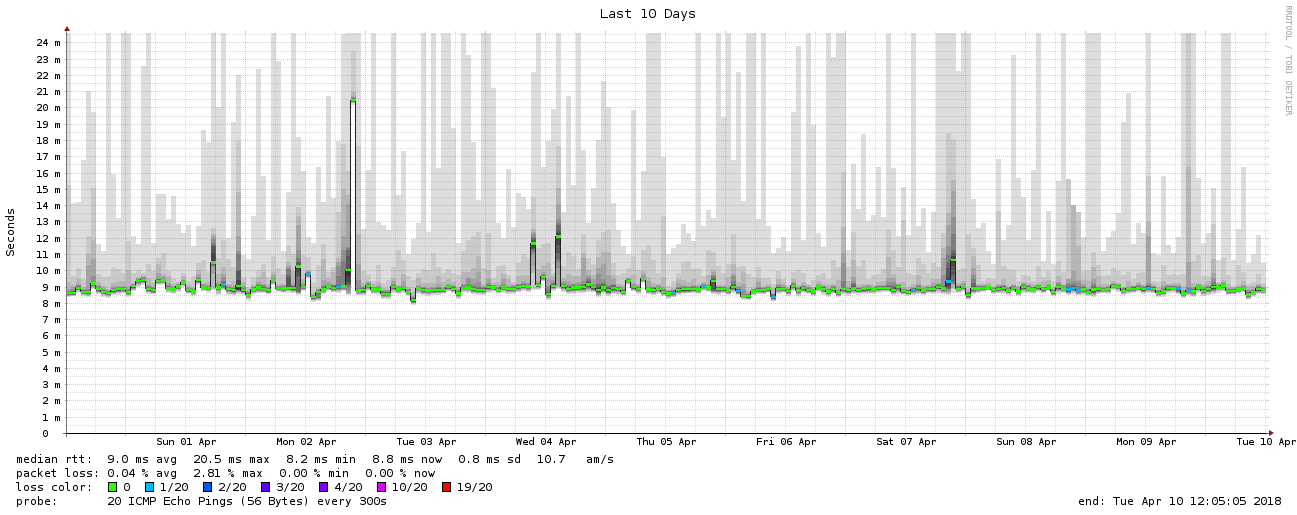 Last 10 Days
RRDTOOL / TOBI OETIKER
24 m
23 m
22 m
21 m
20 m
19 m
18 m
17 m
16 m
15 m
14 m
13 m
12 m
11 m
10 m
9 m
8 m
7 m
6 m
5 m
4 m
3 m
2 m
1 m
0
Seconds
Sun 01 Apr Mon 02 Apr Tue 03 Apr Wed 04 Apr Thu 05 Apr Fri 06 Apr Sat 07 Apr Sun 08 Apr Mon 09 Apr Tue 10 Apr
median rtt: 9.0 ms avg 20.5 ms max 8.2 ms min 8.8 ms now 0.8 ms sd 10.7 am/s
packet loss: 0.04 % avg 2.81 % max 0.00 % min 0.00 % now
loss color: 0 1/20 2/20 3/20 4/20 10/20 19/20
probe: 20 ICMP Echo Pings (56 Bytes) every 300s end: Tue Apr 10 12:05:05 2018